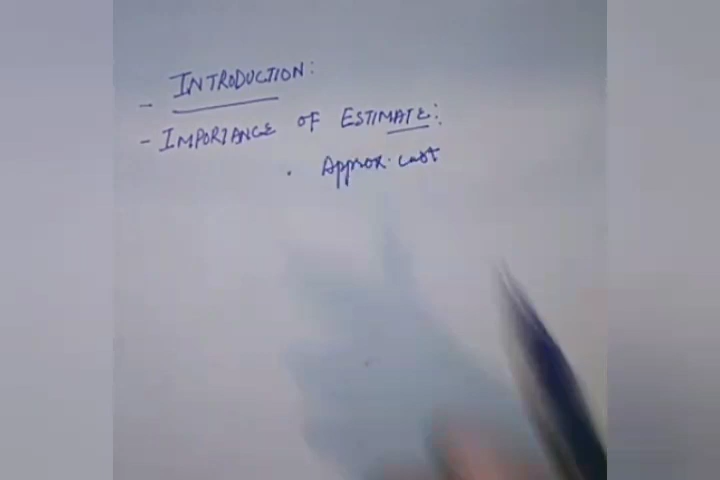 - INTRODUCTION:
- IMPORTANCE OF ESTIMATE:
. Approx. cost